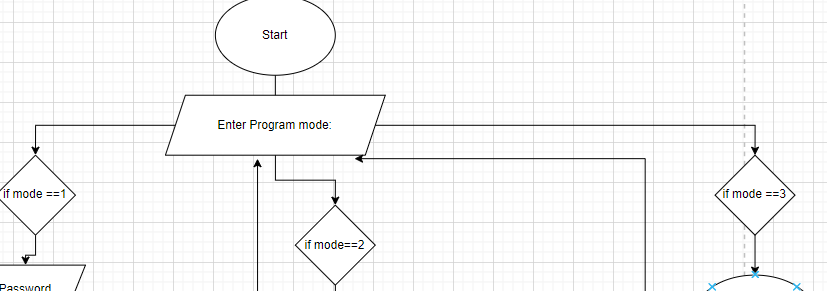 Start
Enter Program mode:
if mode ==1
if mode ==3
if mode==2
Password